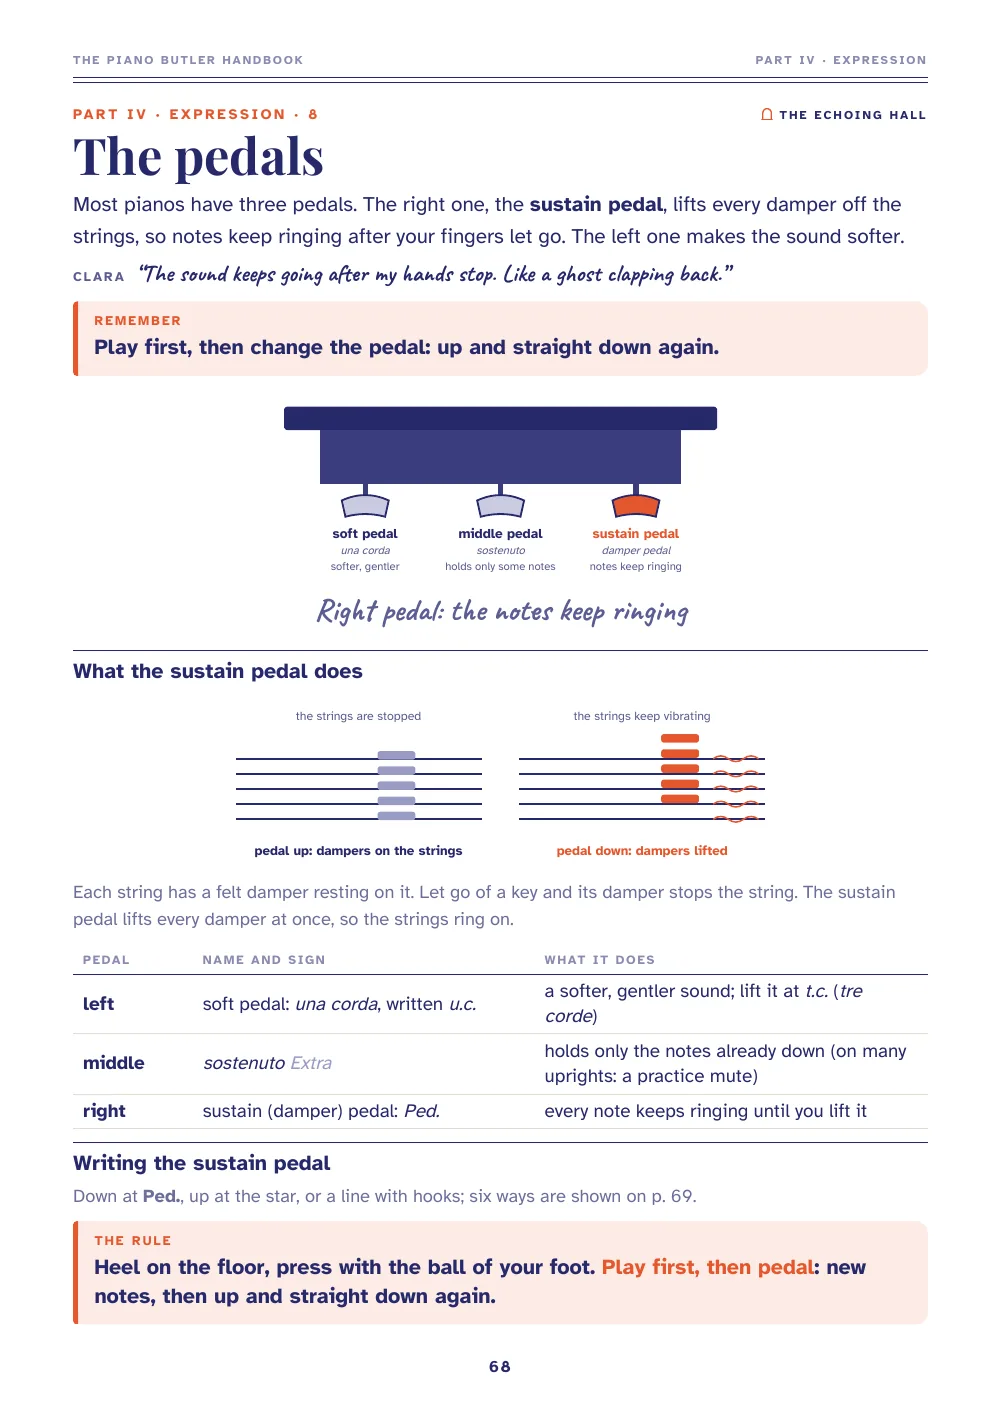 THE PIANO BUTLER HANDBOOK
PART IV · EXPRESSION
PART IV · EXPRESSION · 8
THE ECHOING HALL
The pedals
Most pianos have three pedals. The right one, the sustain pedal, lifts every damper off the
strings, so notes keep ringing after your fingers let go. The left one makes the sound softer.
CLARA “The sound keeps going after my hands stop. Like a ghost clapping back.”
REMEMBER
Play first, then change the pedal: up and straight down again.
soft pedal
una corda
softer, gentler
middle pedal
sostenuto
holds only some notes
sustain pedal
damper pedal
notes keep ringing
Right pedal: the notes keep ringing
What the sustain pedal does
the strings are stopped
the strings keep vibrating
pedal up: dampers on the strings
pedal down: dampers lifted
Each string has a felt damper resting on it. Let go of a key and its damper stops the string. The sustain
pedal lifts every damper at once, so the strings ring on.
PEDAL NAME AND SIGN WHAT IT DOES
left soft pedal: una corda, written u.c. a softer, gentler sound; lift it at t.c. (tre
corde)
middle sostenuto Extra holds only the notes already down (on many
uprights: a practice mute)
right sustain (damper) pedal: Ped. every note keeps ringing until you lift it
Writing the sustain pedal
Down at Ped., up at the star, or a line with hooks; six ways are shown on p. 69.
THE RULE
Heel on the floor, press with the ball of your foot. Play first, then pedal: new
notes, then up and straight down again.
68